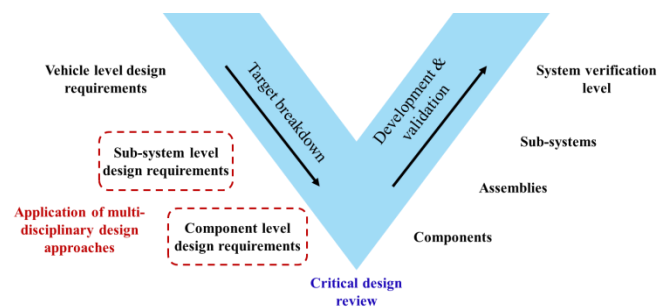 Vehicle level design
requirements
Target breakdown
Development &
validation
System verification
level
Sub-system level
design requirements
Sub-systems
Application of multi-
disciplinary design
approaches
Component level
design requirements
Assemblies
Components
Critical design
review